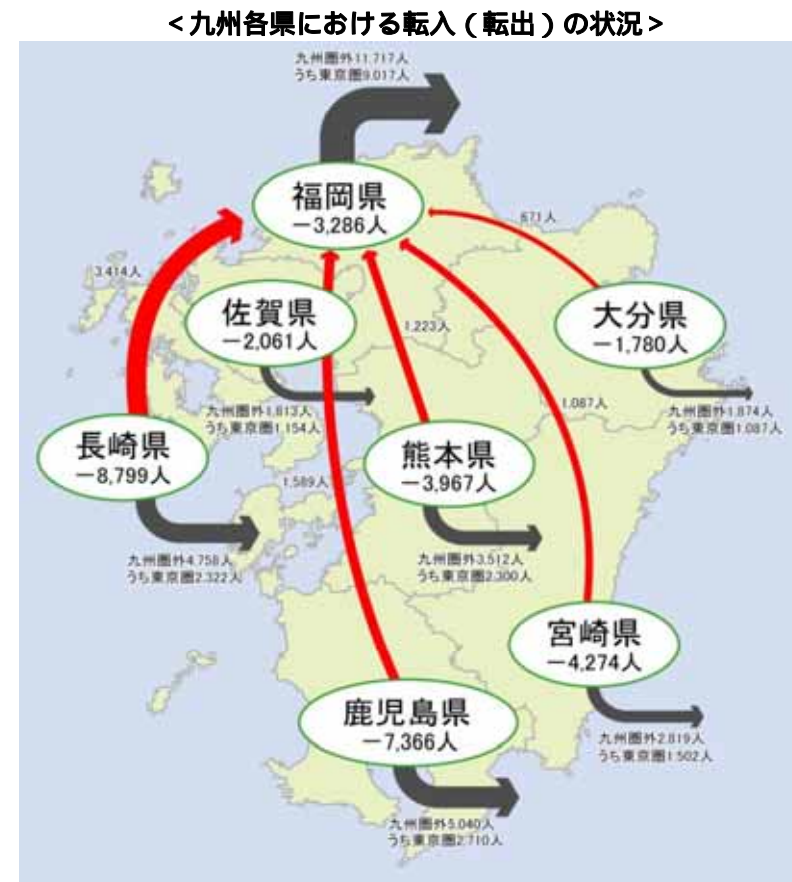 <九州各県における転入(転出)の状況>
九州圏外11.717人
うち東京圏9.017人
福岡県
−3,286人
671人
3.414人
佐賀県
−2,061人
1,223人
大分県
−1,780人
九州圏外1.813人
うち東京圏1.154人
1.087人
九州圏外1.874人
うち東京圏1.087人
長崎県
−8,799人
熊本県
−3,967人
1,589人
九州圏外4.758人
うち東京圏2.322人
九州圏外3.512人
うち東京圏2.300人
宮崎県
−4,274人
鹿児島県
−7,366人
九州圏外2.819人
うち東京圏1.502人
九州圏外5.040人
うち東京圏2.710人